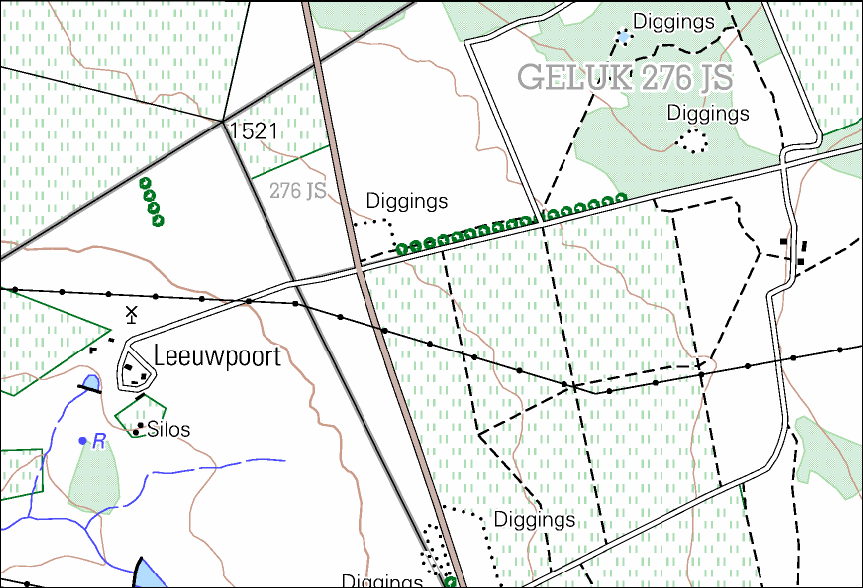 Diggings
GELUK 276 JS
Diggings
1521
276 JS
Diggings
Leeuwpoort
Silos
R
Diggings
Diggings